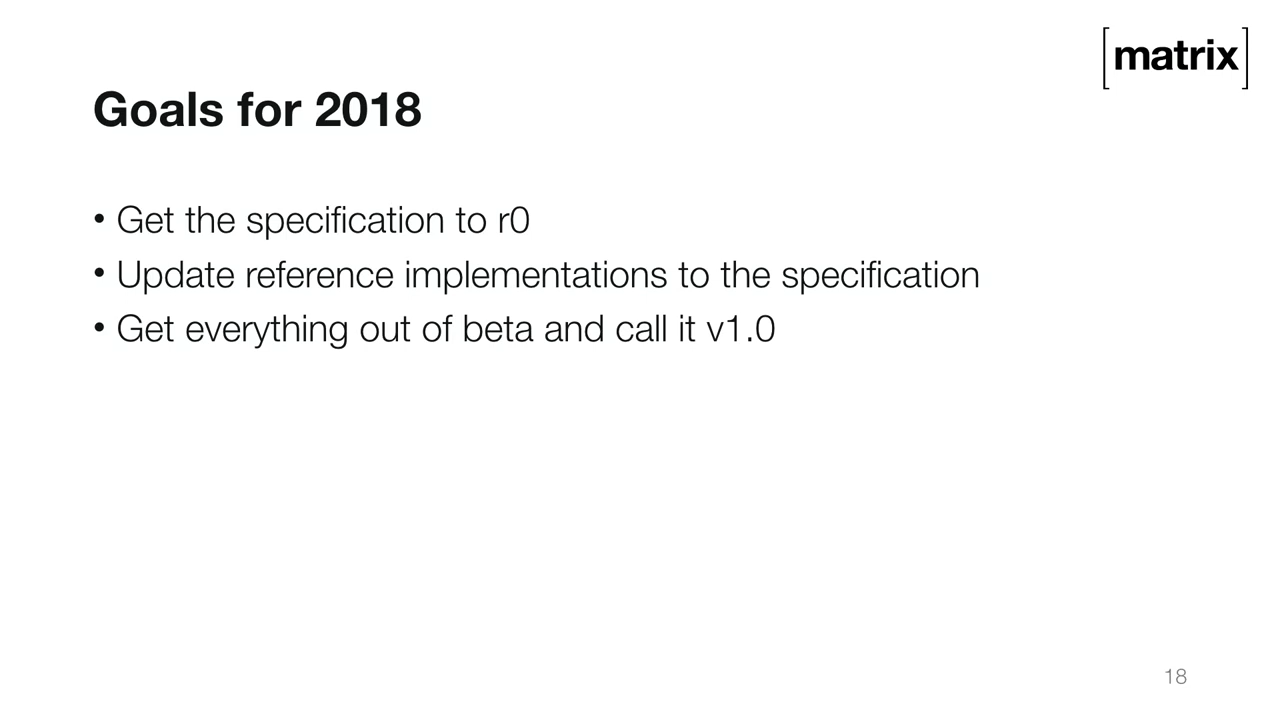 [matrix]
Goals for 2018
• Get the specification to r0
• Update reference implementations to the specification
• Get everything out of beta and call it v1.0
18